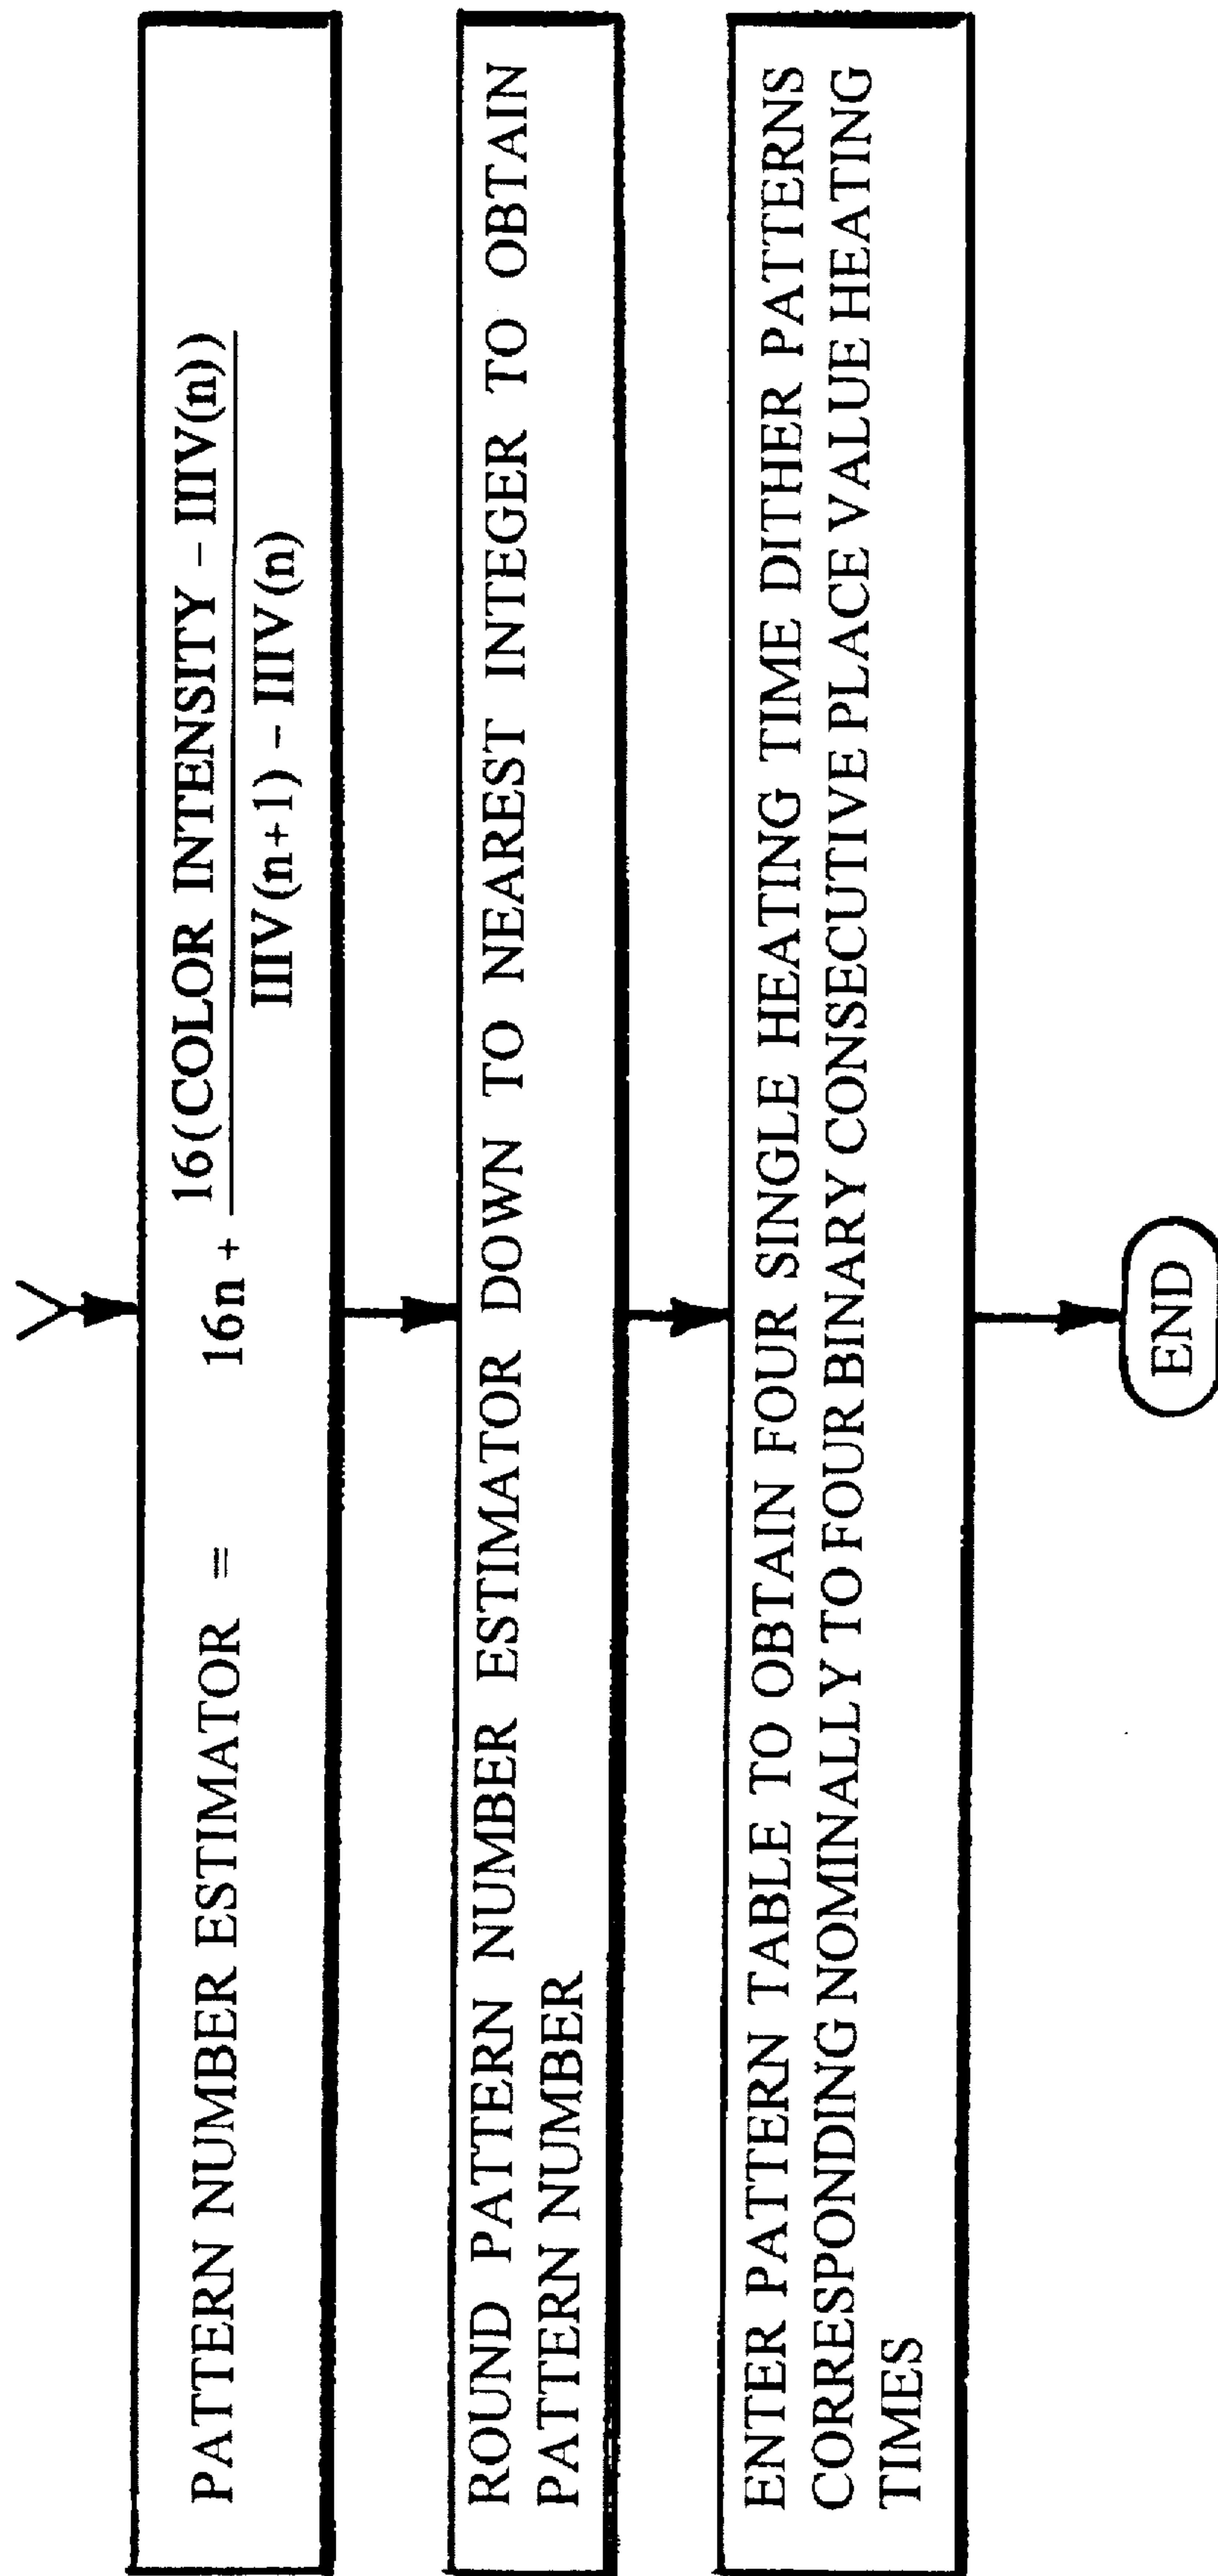 PATTERN NUMBER ESTIMATOR = 16n + 16(COLOR INTENSITY – IIIV(n))
IIIV(n+1) – IIIV(n)
ROUND PATTERN NUMBER ESTIMATOR DOWN TO NEAREST INTEGER TO OBTAIN
PATTERN NUMBER
ENTER PATTERN TABLE TO OBTAIN FOUR SINGLE HEATING TIME DITHER PATTERNS
CORRESPONDING NOMINALLY TO FOUR BINARY CONSECUTIVE PLACE VALUE HEATING
TIMES
END